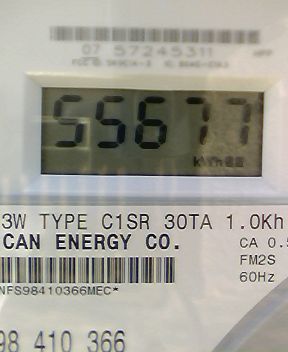 07 57245311
55677
kWh
3W TYPE C1SR 30TA 1.0Kh
CAN ENERGY CO.
CA 0.5
FM2S
60Hz
NFS98410366MEC*
98 410 366